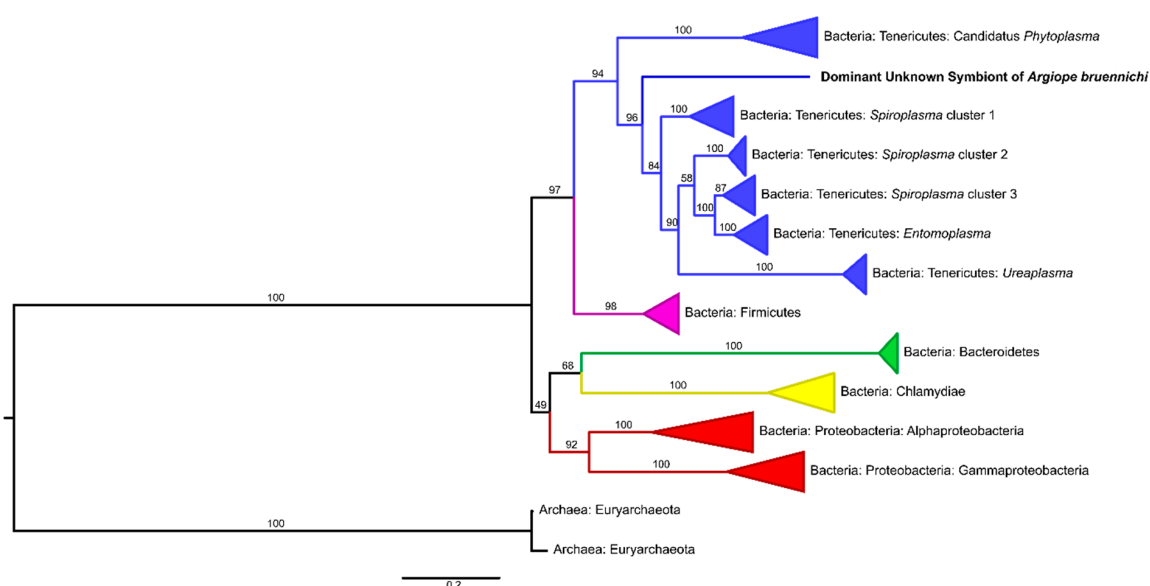 100
Bacteria: Tenericutes: Candidatus Phytoplasma
94
Dominant Unknown Symbiont of Argiope bruennichi
96
100
Bacteria: Tenericutes: Spiroplasma cluster 1
100
Bacteria: Tenericutes: Spiroplasma cluster 2
84
58
87
Bacteria: Tenericutes: Spiroplasma cluster 3
97
100
90
100
Bacteria: Tenericutes: Entomoplasma
100
Bacteria: Tenericutes: Ureaplasma
100
98
Bacteria: Firmicutes
100
Bacteria: Bacteroidetes
68
100
Bacteria: Chlamydiae
49
100
Bacteria: Proteobacteria: Alphaproteobacteria
92
100
Bacteria: Proteobacteria: Gammaproteobacteria
Archaea: Euryarchaeota
100
Archaea: Euryarchaeota